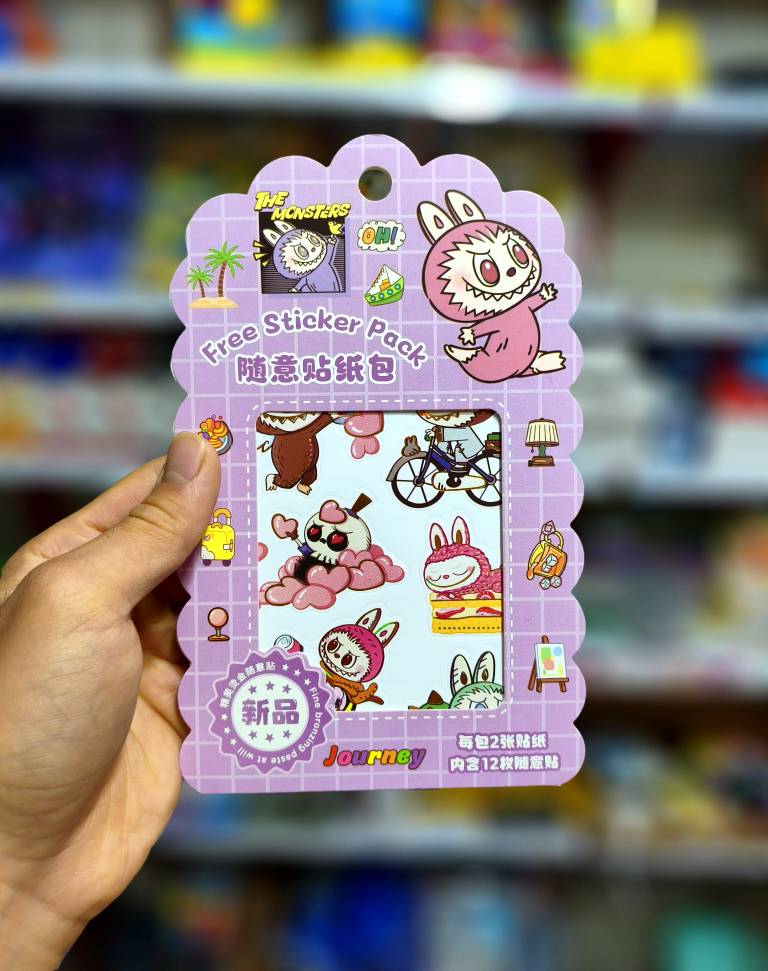 THE
MONSTERS
OH!
Free Sticker Pack
随意贴纸包
精美烫金随意贴
新品
Fine bronzing paste at will
Journey
每包2张贴纸
内含12枚随意贴